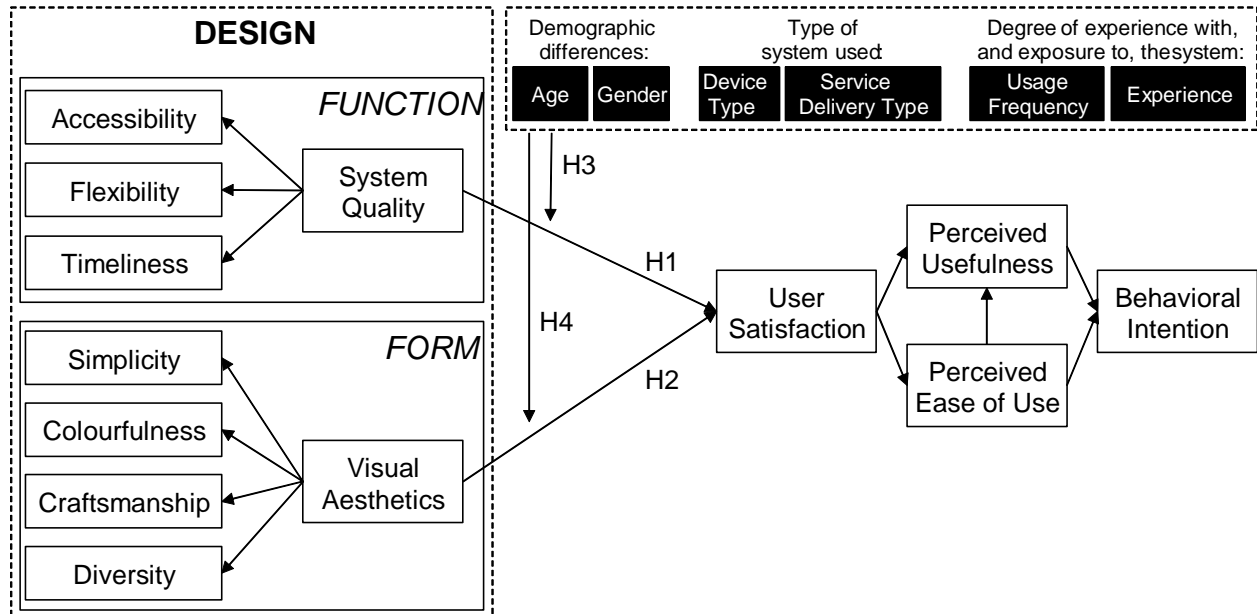 DESIGN
FUNCTION
Accessibility
Flexibility
Timeliness
System
Quality
FORM
Simplicity
Colourfulness
Craftsmanship
Diversity
Visual
Aesthetics
Demographic
differences:
Age
Gender
Type of
system used:
Device
Type
Service
Delivery Type
Degree of experience with,
and exposure to, thesystem:
Usage
Frequency
Experience
H3
H1
H4
H2
User
Satisfaction
Perceived
Usefulness
Perceived
Ease of Use
Behavioral
Intention